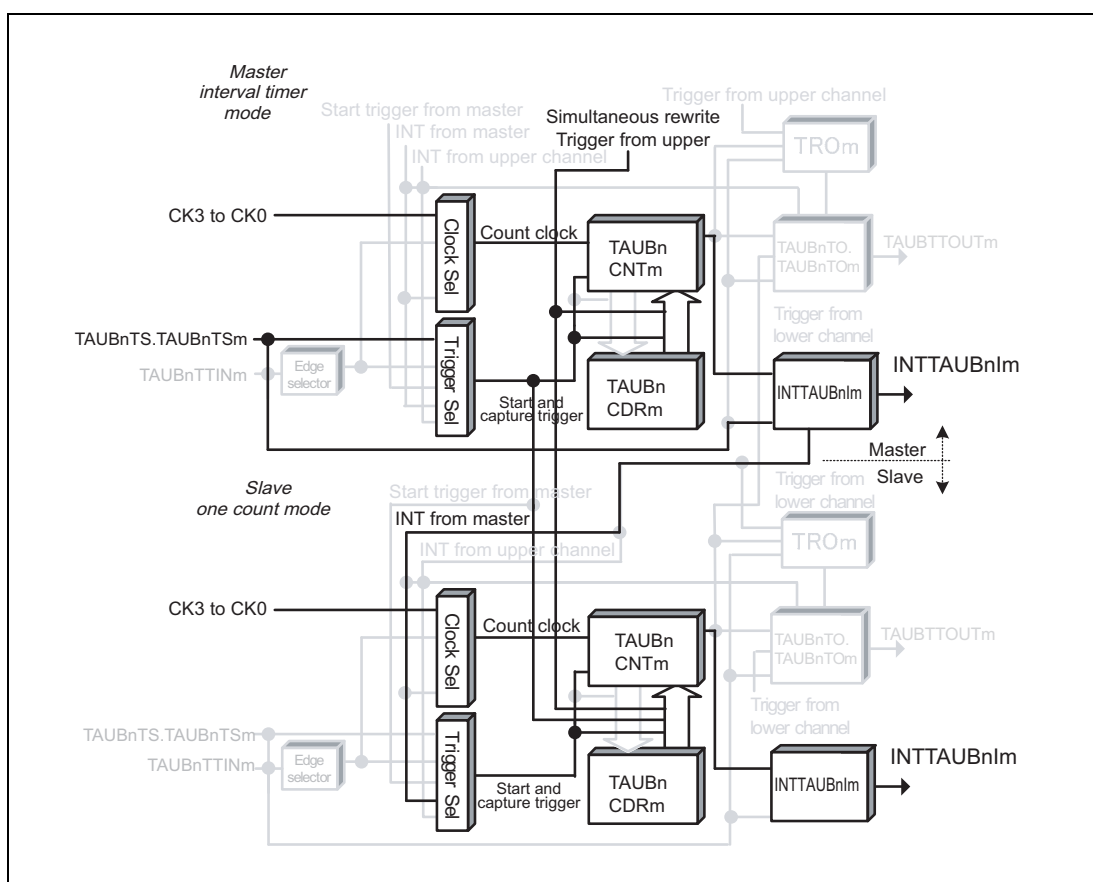 Master
interval timer
mode
Start trigger from master
INT from master
INT from upper channel
Simultaneous rewrite
Trigger from upper
Trigger from upper channel
TROm
CK3 to CK0
Clock Sel
Count clock
TAUBn
CNTm
TAUBnTO.
TAUBnTOm
TAUBTTOUTm
TAUBnTS.TAUBnTSm
TAUBnTTINm
Edge
selector
Trigger Sel
Start and
capture trigger
TAUBn
CDRm
Trigger from
lower channel
INTTAUBnIm
INTTAUBnIm
Master
Slave
Slave
one count mode
Start trigger from master
INT from master
INT from upper channel
Trigger from
lower channel
TROm
CK3 to CK0
Clock Sel
Count clock
TAUBn
CNTm
TAUBnTO.
TAUBnTOm
TAUBTTOUTm
Trigger from
lower channel
TAUBnTS.TAUBnTSm
TAUBnTTINm
Edge
selector
Trigger Sel
Start and
capture trigger
TAUBn
CDRm
INTTAUBnIm
INTTAUBnIm